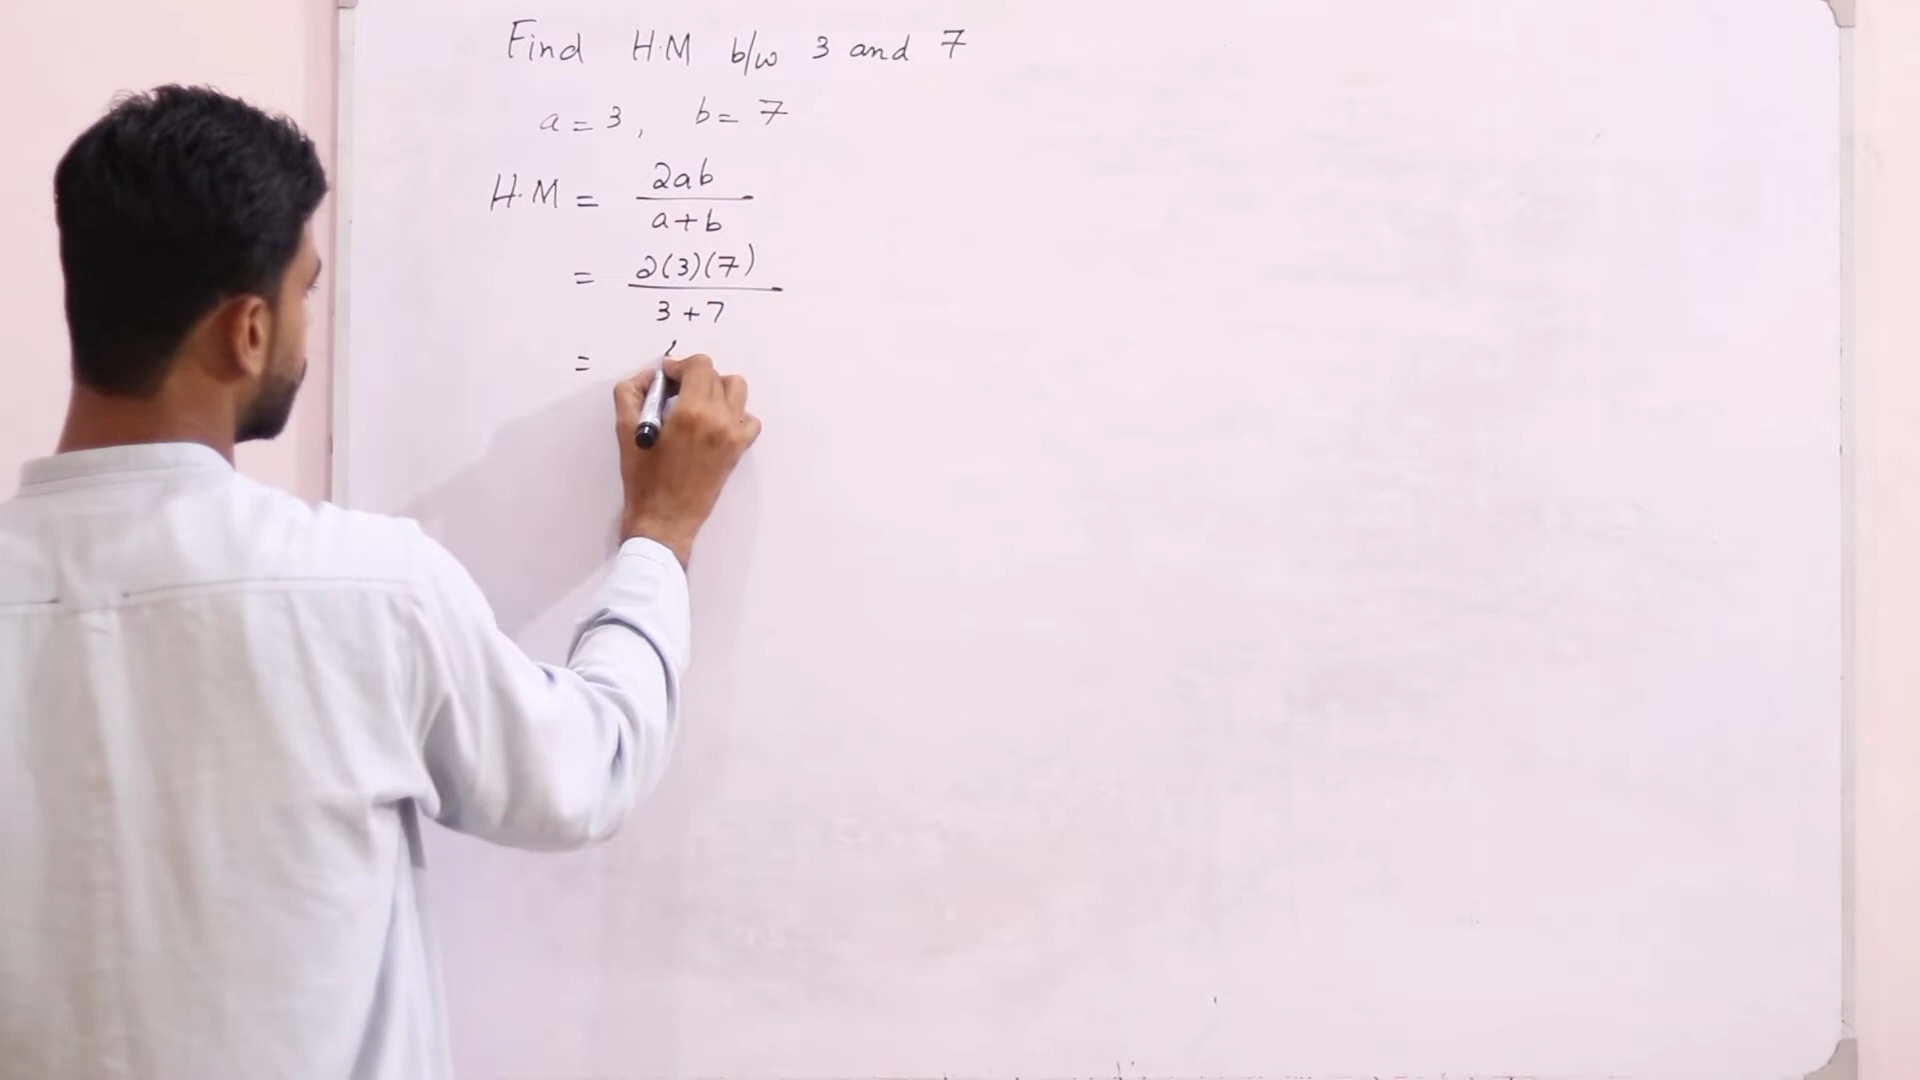 Find H.M b/w 3 and 7
a = 3, b = 7
H.M = 2ab / a+b
= 2(3)(7) / 3+7
=